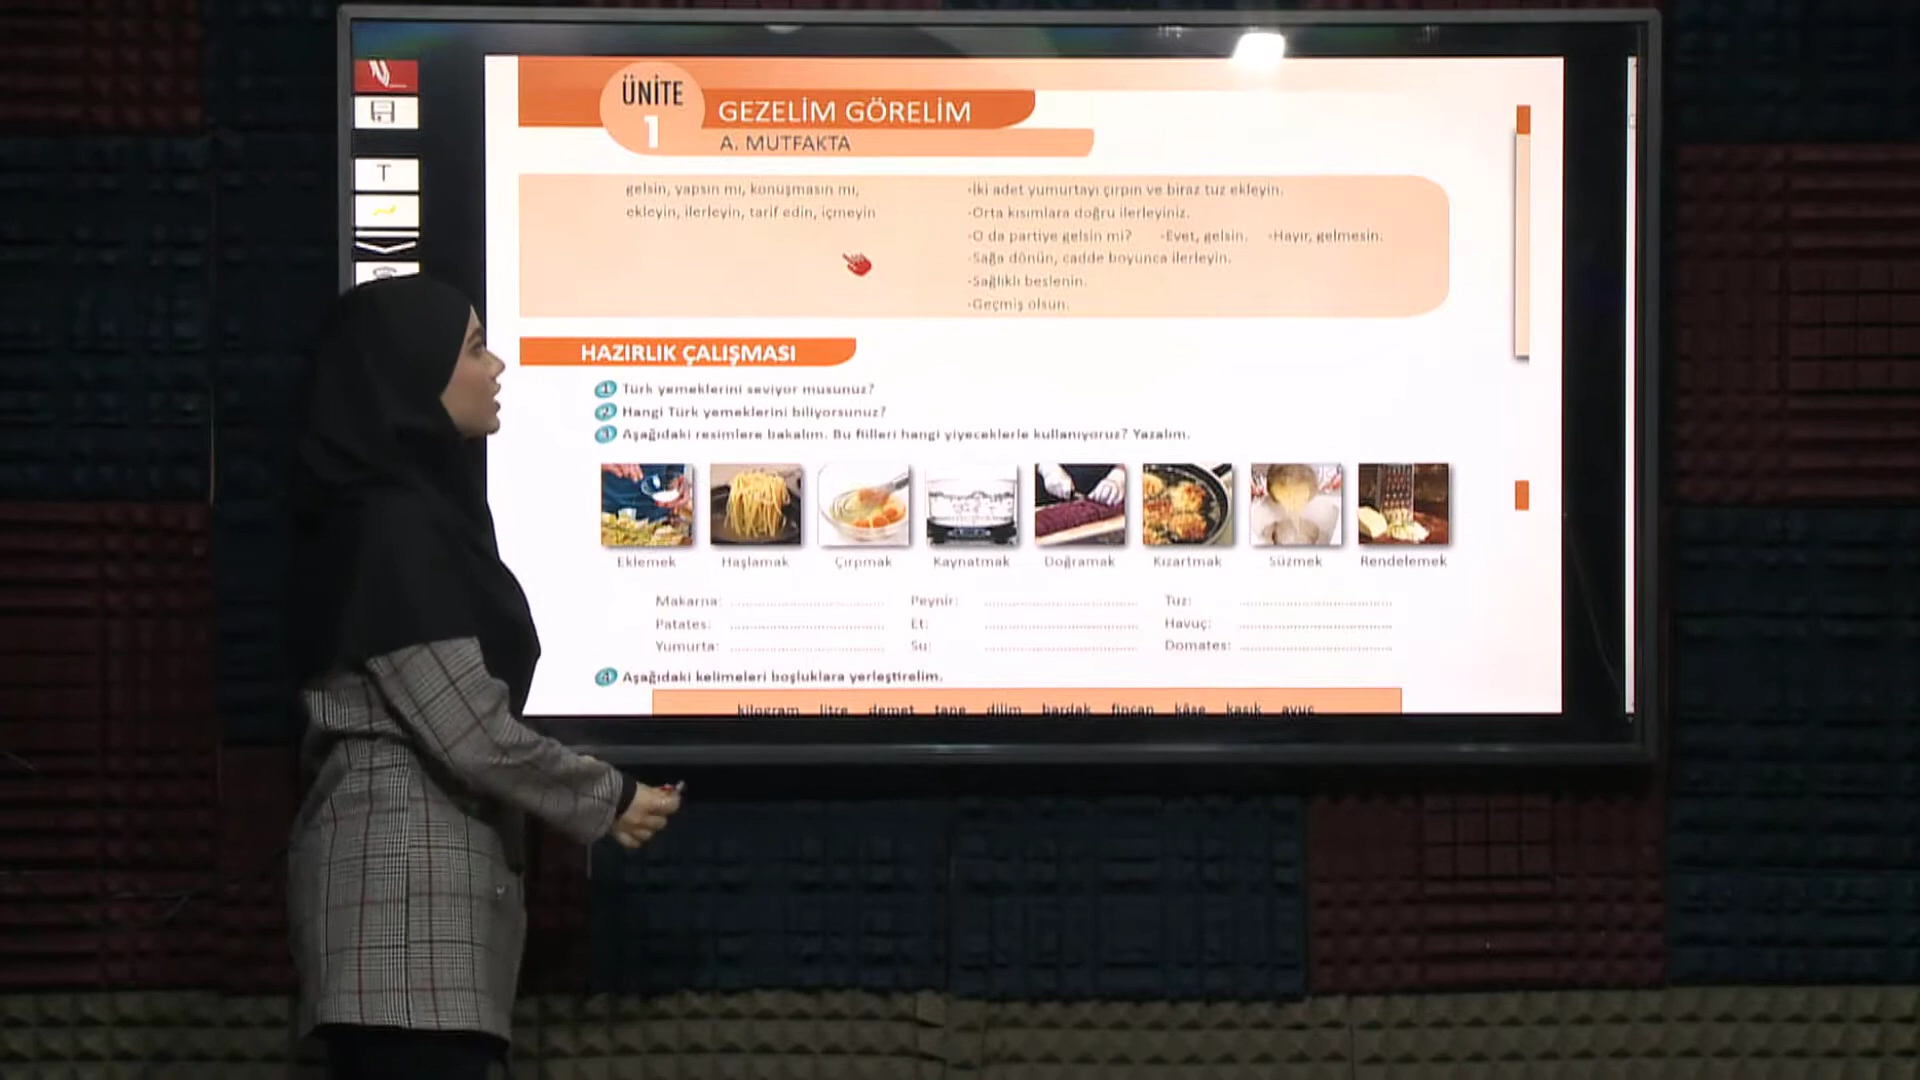 ÜNİTE
1
GEZELİM GÖRELİM
A. MUTFAKTA
gelsin, yapsın mı, konuşmasın mı,
ekleyin, ilerleyin, tarif edin, içmeyin
-İki adet yumurtayı çırpın ve biraz tuz ekleyin.
-Orta kısımlara doğru ilerleyiniz.
-O da partiye gelsin mi? -Evet, gelsin. -Hayır, gelmesin.
-Sağa dönün, cadde boyunca ilerleyin.
-Sağlıklı beslenin.
-Geçmiş olsun.
HAZIRLIK ÇALIŞMASI
1 Türk yemeklerini seviyor musunuz?
2 Hangi Türk yemeklerini biliyorsunuz?
3 Aşağıdaki resimlere bakalım. Bu fiilleri hangi yiyeceklerle kullanıyoruz? Yazalım.
Eklemek Haşlamak Çırpmak Kaynatmak Doğramak Kızartmak Süzmek Rendelemek
Makarna: Peynir: Tuz:
Patates: Et: Havuç:
Yumurta: Su: Domates:
4 Aşağıdaki kelimeleri boşluklara yerleştirelim.
kilogram litre demet tane dilim bardak fincan kâse kaşık avuç
T